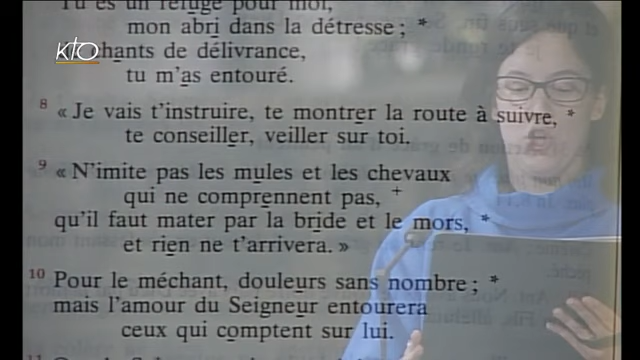 Tu es un refuge pour moi,
mon abri dans la détresse ; *
chants de délivrance,
tu m'as entouré.
KTO
8 « Je vais t'instruire, te montrer la route à suivre, *
te conseiller, veiller sur toi.
9 « N'imite pas les mules et les chevaux
qui ne comprennent pas, +
qu'il faut mater par la bride et le mors, *
et rien ne t'arrivera. »
10 Pour le méchant, douleurs sans nombre ; *
mais l'amour du Seigneur entourera
ceux qui comptent sur lui.